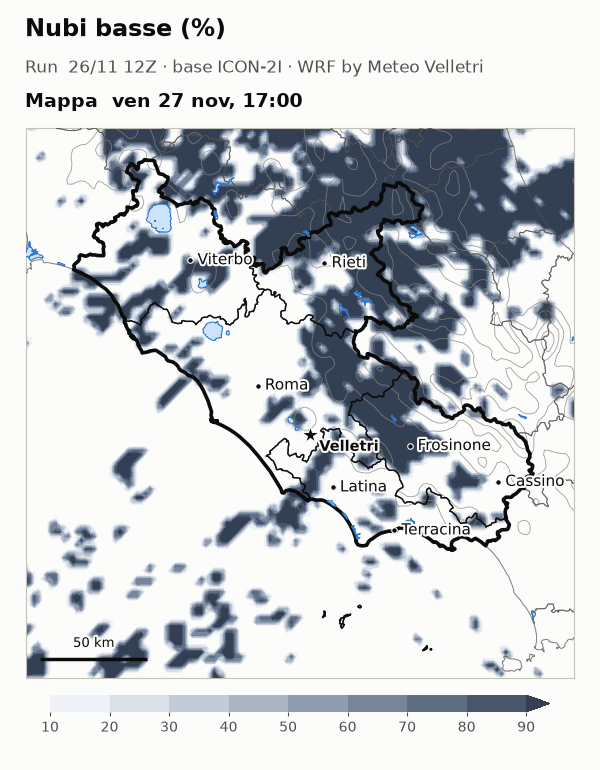 Nubi basse (%)
Run  26/11 12Z · base ICON-2I · WRF by Meteo Velletri
Mappa  ven 27 nov, 17:00
Viterbo
Rieti
Roma
Velletri
Frosinone
Latina
Cassino
Terracina
50 km
10 20 30 40 50 60 70 80 90